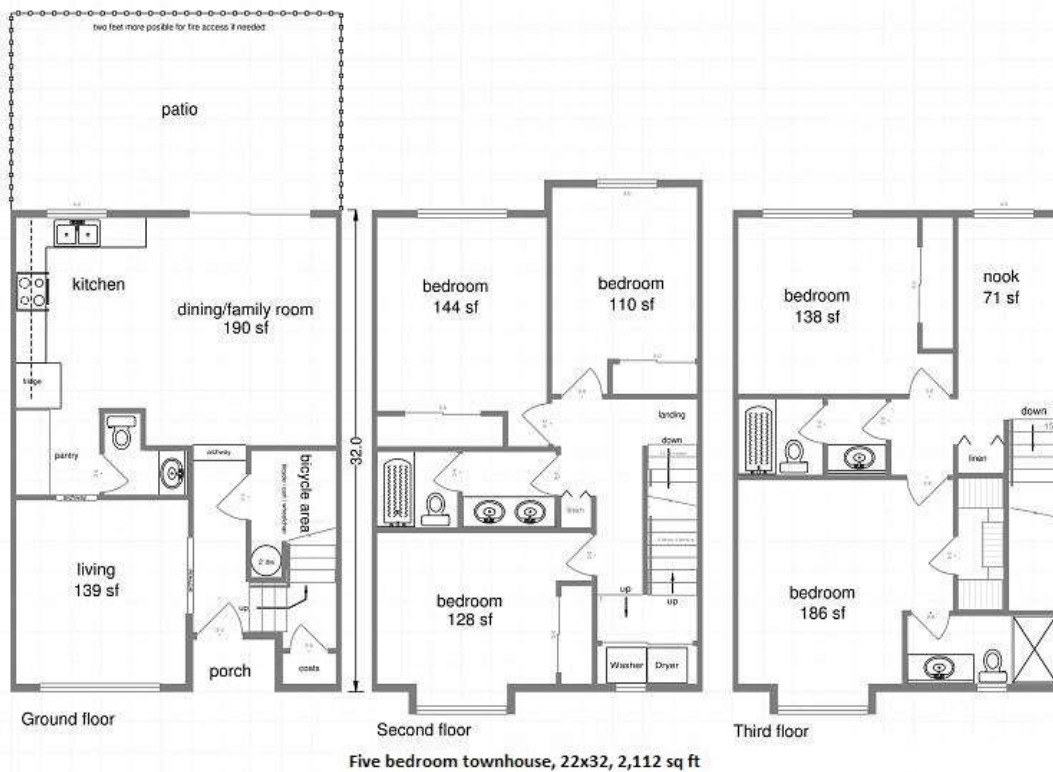 two feet more posible for fire access if needed
patio
kitchen
dining/family room
190 sf
fridge
pantry
bicycle area
living
139 sf
up
porch
coats
32.0
Ground floor
bedroom
144 sf
bedroom
110 sf
landing
down
linen
bedroom
128 sf
up
up
Washer
Dryer
Second floor
bedroom
138 sf
nook
71 sf
down
linen
bedroom
186 sf
Third floor
Five bedroom townhouse, 22x32, 2,112 sq ft